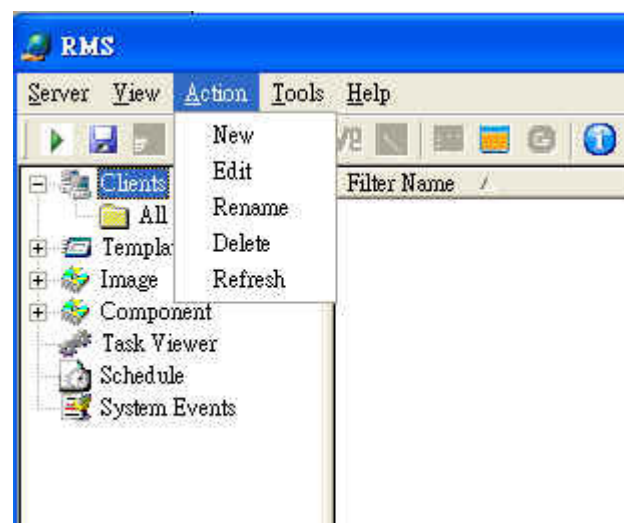 RMS
Server View Action Tools Help
New
Edit
Rename
Delete
Refresh
Clients
All
Image
Component
Task Viewer
Schedule
System Events
Filter Name